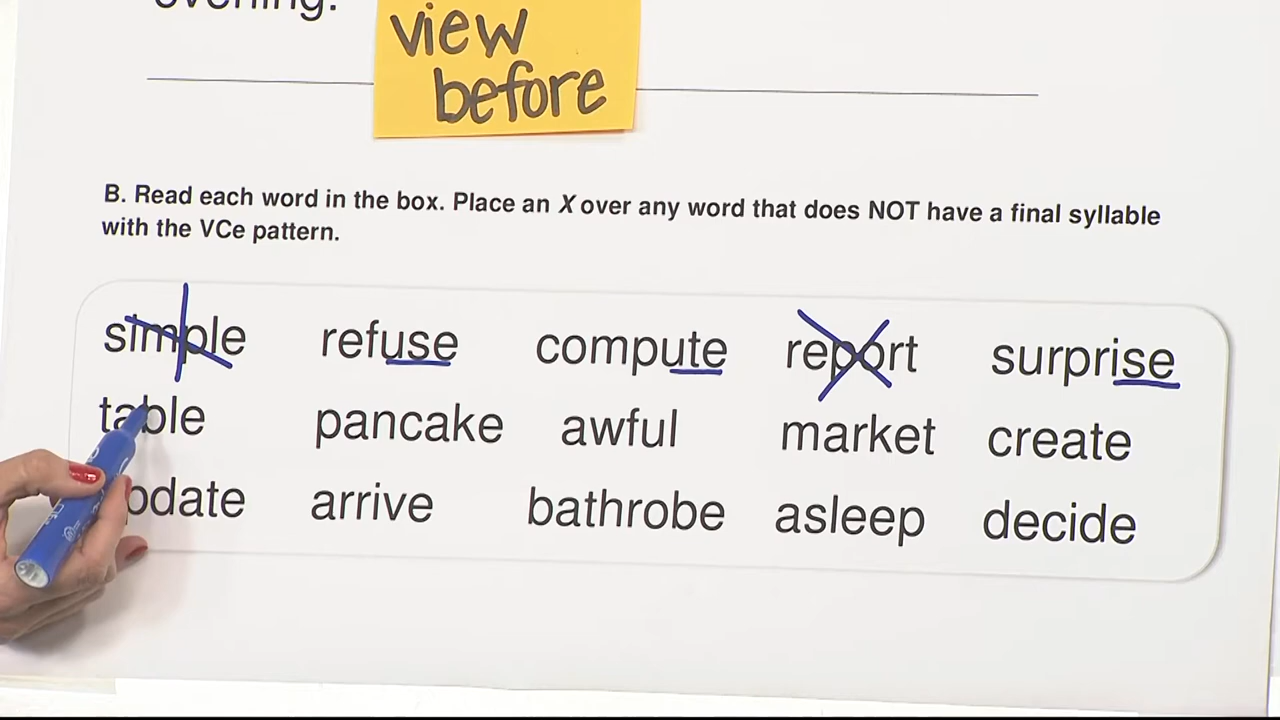 evening.
view
before
B. Read each word in the box. Place an X over any word that does NOT have a final syllable
with the VCe pattern.
simple refuse compute report surprise
table pancake awful market create
update arrive bathrobe asleep decide